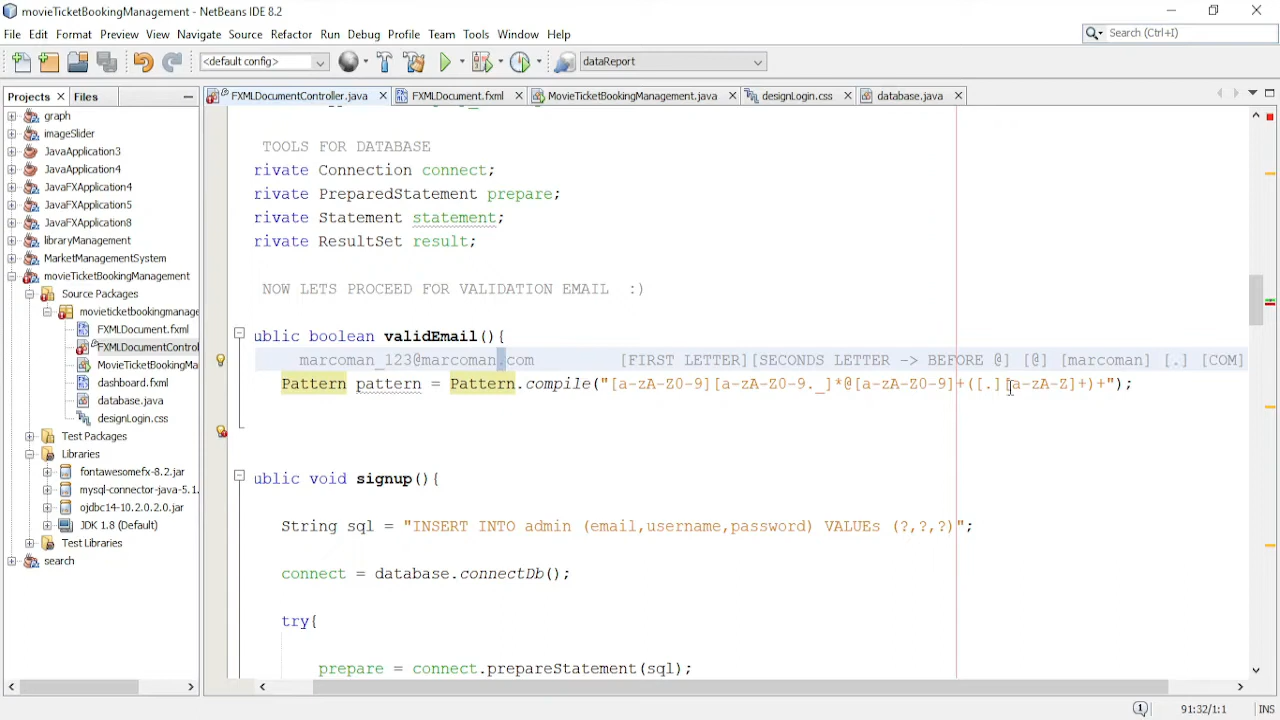 movieTicketBookingManagement - NetBeans IDE 8.2
File Edit Format Preview View Navigate Source Refactor Run Debug Profile Team Tools Window Help
Search (Ctrl+I)
<default config>
dataReport
Projects
Files
FXMLDocumentController.java
FXMLDocument.fxml
MovieTicketBookingManagement.java
designLogin.css
database.java
graph
imageSlider
JavaApplication3
JavaApplication4
JavaFXApplication4
JavaFXApplication5
JavaFXApplication8
libraryManagement
MarketManagementSystem
movieTicketBookingManagement
Source Packages
movieticketbookingmanage
FXMLDocument.fxml
FXMLDocumentContro
MovieTicketBookingMa
dashboard.fxml
database.java
designLogin.css
Test Packages
Libraries
fontawesomefx-8.2.jar
mysql-connector-java-5.1.
ojdbc14-10.2.0.2.0.jar
JDK 1.8 (Default)
Test Libraries
search
TOOLS FOR DATABASE
rivate Connection connect;
rivate PreparedStatement prepare;
rivate Statement statement;
rivate ResultSet result;
NOW LETS PROCEED FOR VALIDATION EMAIL :)
ublic boolean validEmail(){
marcoman_123@marcoman.com [FIRST LETTER][SECONDS LETTER -> BEFORE @] [@] [marcoman] [.] [COM]
Pattern pattern = Pattern.compile("[a-zA-Z0-9][a-zA-Z0-9._]*@[a-zA-Z0-9]+([.][a-zA-Z]+)+");
ublic void signup(){
String sql = "INSERT INTO admin (email,username,password) VALUEs (?,?,?)";
connect = database.connectDb();
try{
prepare = connect.prepareStatement(sql);
91:32/1:1
INS